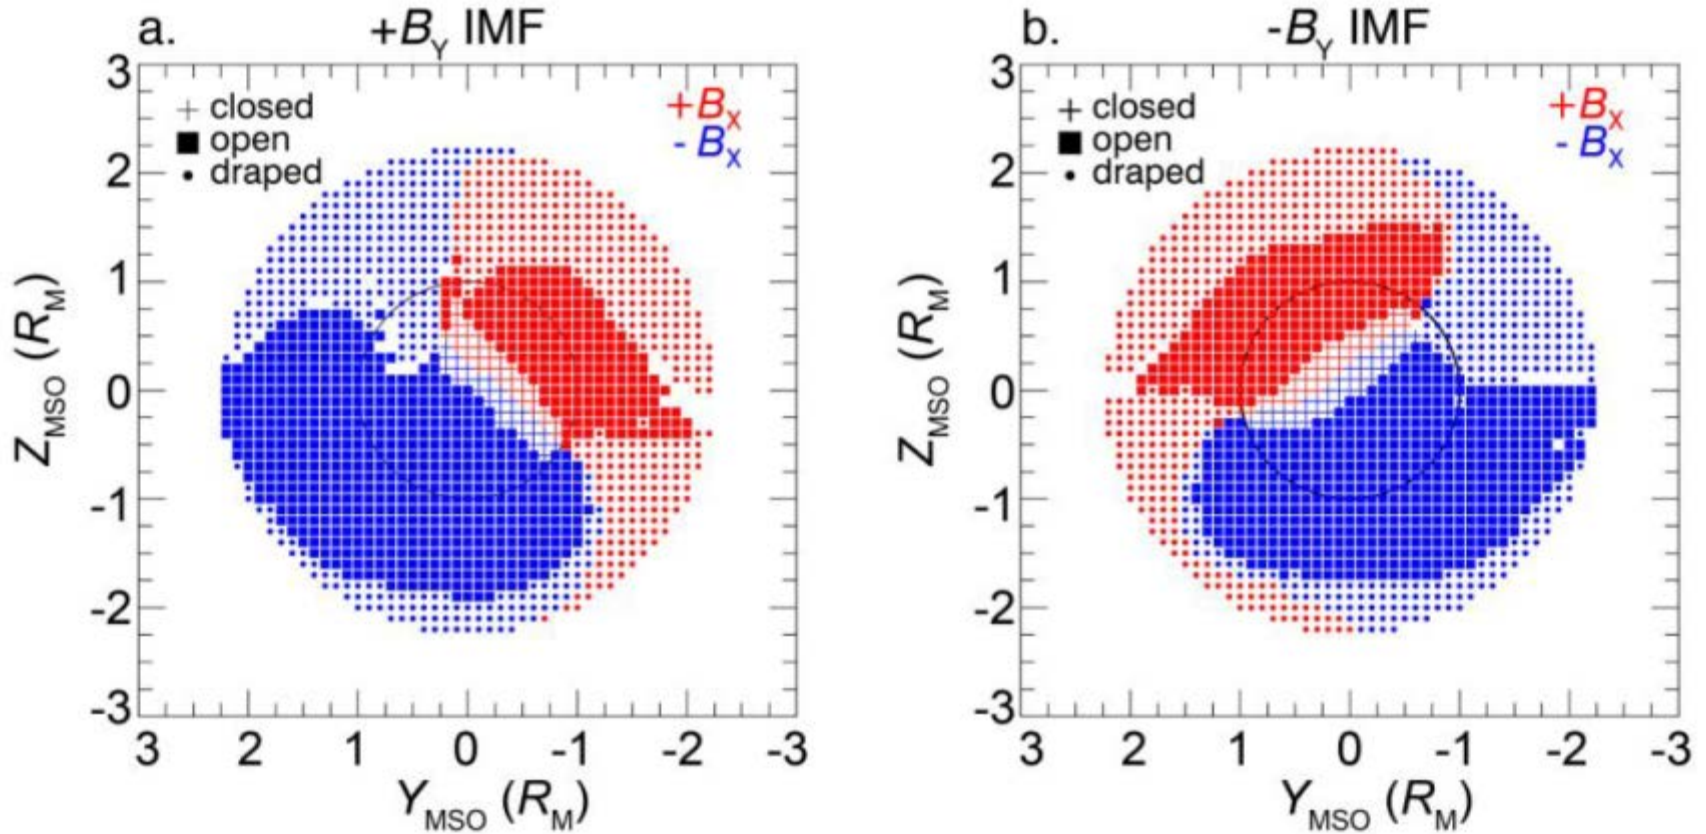 a. +B_Y IMF
+B_X
-B_X
closed
open
draped
3
2
1
0
-1
-2
-3
Z_MSO (R_M)
3 2 1 0 -1 -2 -3
Y_MSO (R_M)
b. -B_Y IMF
+B_X
-B_X
closed
open
draped
3
2
1
0
-1
-2
-3
Z_MSO (R_M)
3 2 1 0 -1 -2 -3
Y_MSO (R_M)